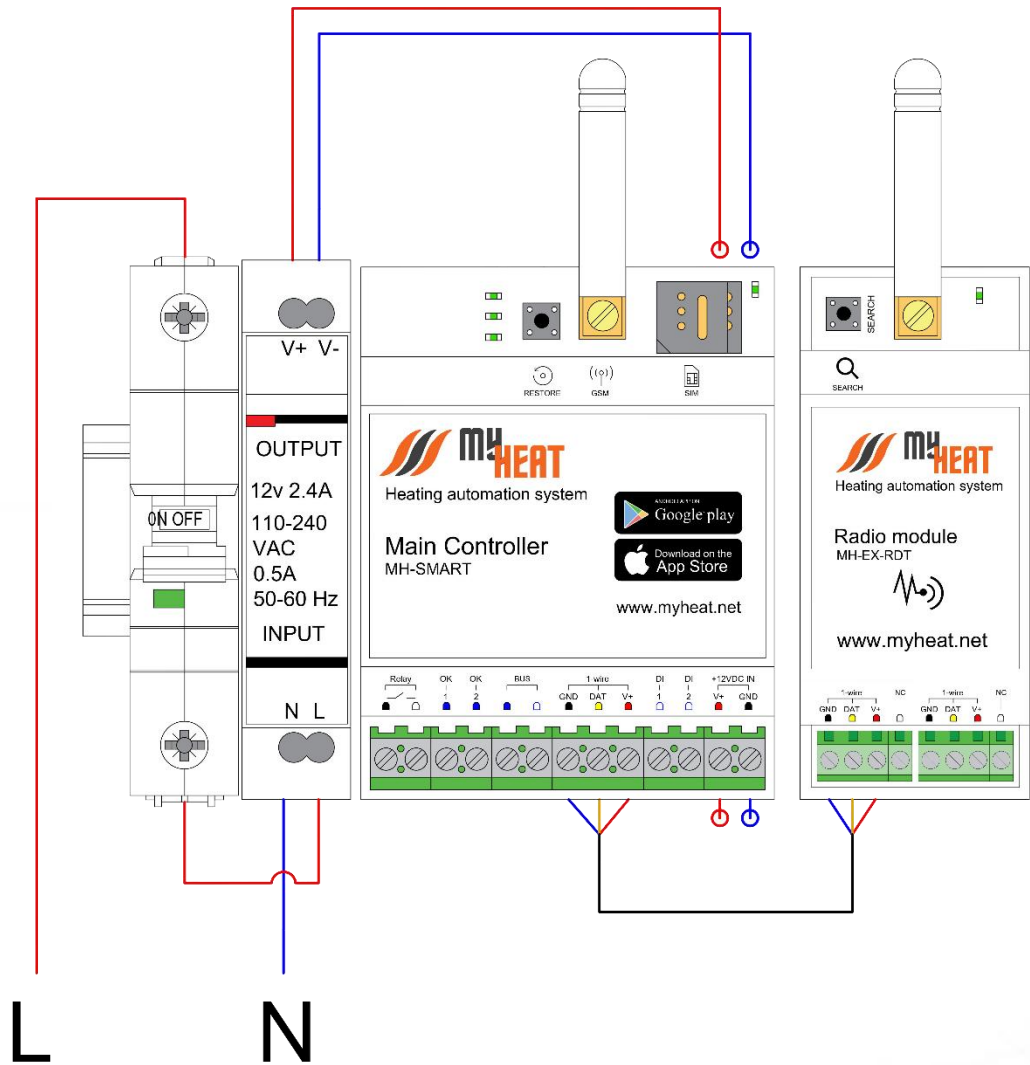 V+ V-
OUTPUT
12v 2.4A
110-240
VAC
0.5A
50-60 Hz
INPUT
N L
ON OFF
RESTORE
GSM
SIM
MY
HEAT
Heating automation system
Main Controller
MH-SMART
ANDROID APP ON
Google play
Download on the
App Store
www.myheat.net
Relay OK OK BUS 1 wire DI DI +12VDC IN
1 2 GND DAT V+ 1 2 V+ GND
SEARCH
SEARCH
MY
HEAT
Heating automation system
Radio module
MH-EX-RDT
www.myheat.net
1-wire NC 1-wire NC
GND DAT V+ GND DAT V+
L N